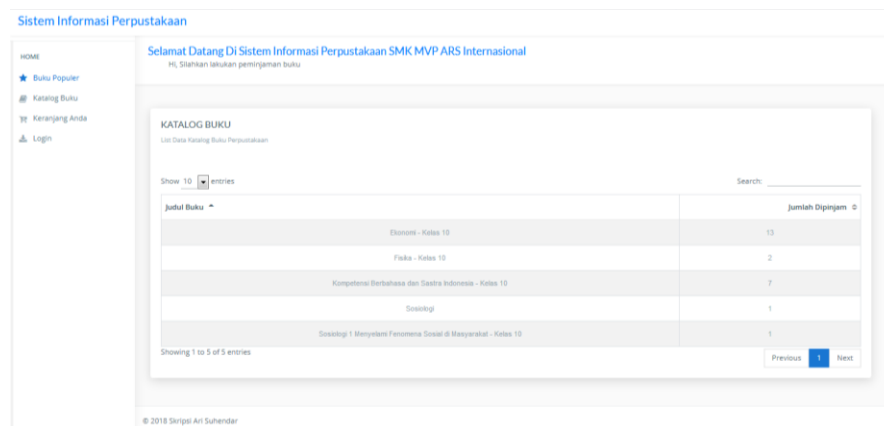 Sistem Informasi Perpustakaan
HOME
Buku Populer
Katalog Buku
Keranjang Anda
Login
Selamat Datang Di Sistem Informasi Perpustakaan SMK MVP ARS Internasional
Hi, Silahkan lakukan peminjaman buku
KATALOG BUKU
List Data Katalog Buku Perpustakaan
Show 10 entries
Search:
Judul Buku Jumlah Dipinjam
Ekonomi - Kelas 10 13
Fisika - Kelas 10 2
Kompetensi Berbahasa dan Sastra Indonesia - Kelas 10 7
Sosiologi 1
Sosiologi 1 Menyelami Fenomena Sosial di Masyarakat - Kelas 10 1
Showing 1 to 5 of 5 entries
Previous 1 Next
© 2018 Skripsi Ari Suhendar